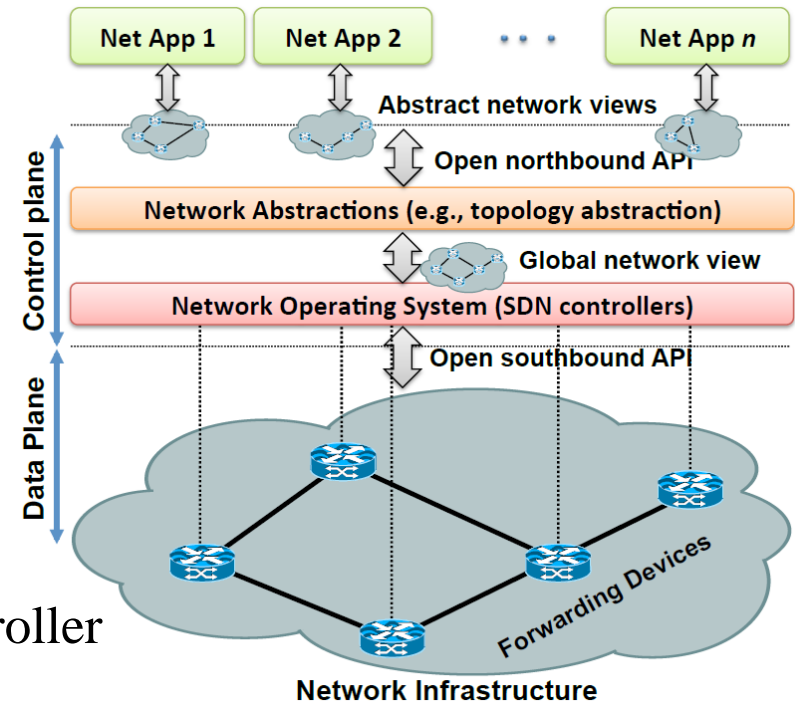 Net App 1
Net App 2
Net App n
Abstract network views
Open northbound API
Control plane
Network Abstractions (e.g., topology abstraction)
Global network view
Network Operating System (SDN controllers)
Open southbound API
Data Plane
Forwarding Devices
roller
Network Infrastructure